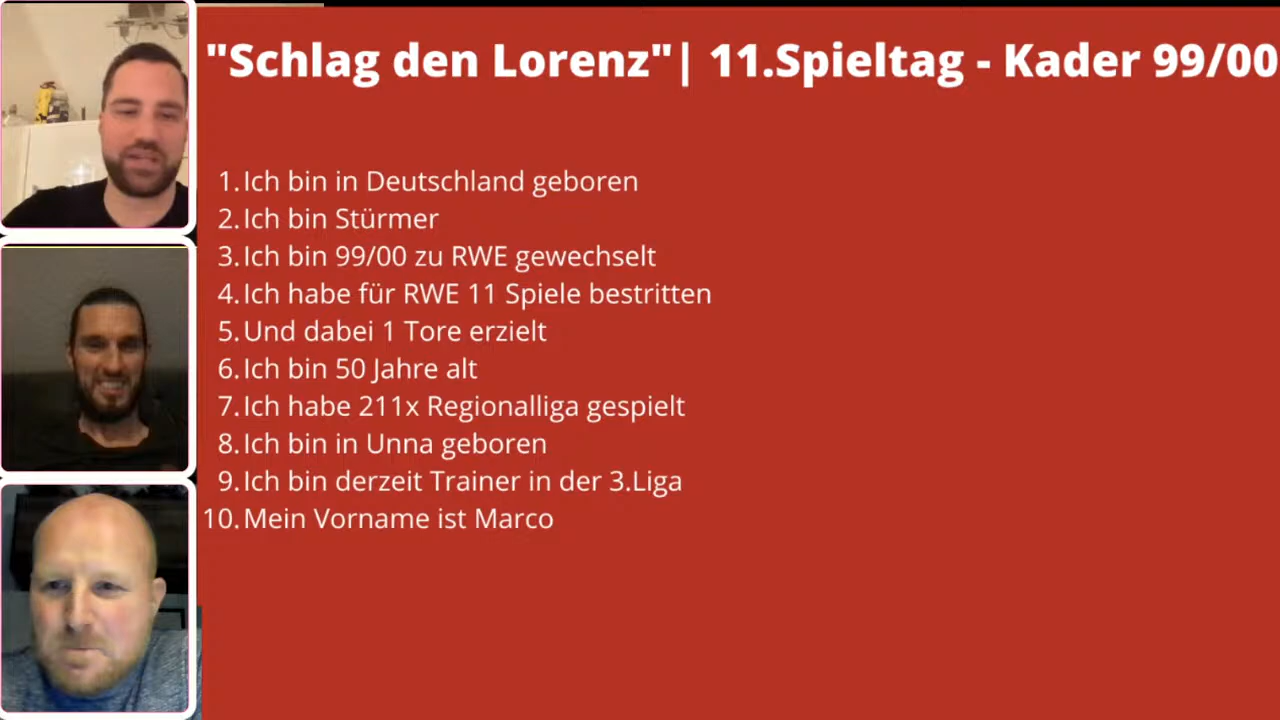 "Schlag den Lorenz"| 11.Spieltag - Kader 99/00
1.Ich bin in Deutschland geboren
2.Ich bin Stürmer
3.Ich bin 99/00 zu RWE gewechselt
4.Ich habe für RWE 11 Spiele bestritten
5.Und dabei 1 Tore erzielt
6.Ich bin 50 Jahre alt
7.Ich habe 211x Regionalliga gespielt
8.Ich bin in Unna geboren
9.Ich bin derzeit Trainer in der 3.Liga
10.Mein Vorname ist Marco